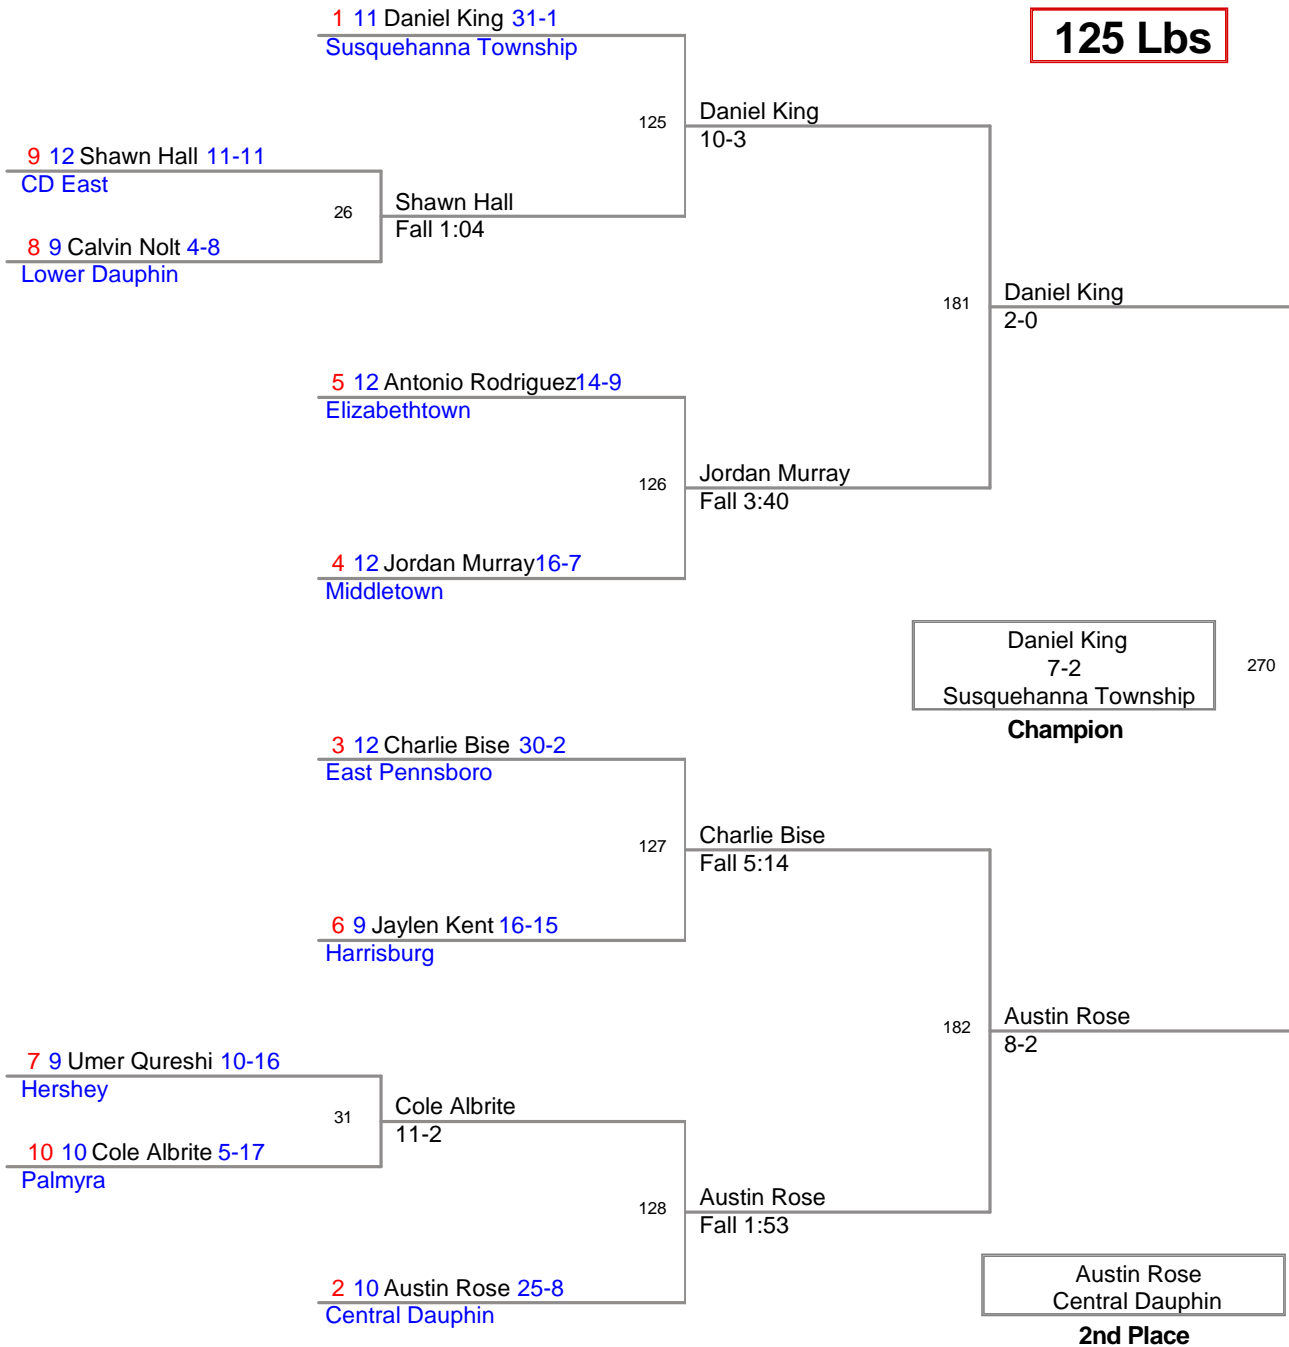 1 11 Daniel King 31-1
Susquehanna Township
125 Lbs
125
Daniel King
10-3
9 12 Shawn Hall 11-11
CD East
26
Shawn Hall
Fall 1:04
8 9 Calvin Nolt 4-8
Lower Dauphin
181
Daniel King
2-0
5 12 Antonio Rodriguez14-9
Elizabethtown
126
Jordan Murray
Fall 3:40
4 12 Jordan Murray16-7
Middletown
Daniel King
7-2
Susquehanna Township
270
Champion
3 12 Charlie Bise 30-2
East Pennsboro
127
Charlie Bise
Fall 5:14
6 9 Jaylen Kent 16-15
Harrisburg
182
Austin Rose
8-2
7 9 Umer Qureshi 10-16
Hershey
31
Cole Albrite
11-2
10 10 Cole Albrite 5-17
Palmyra
128
Austin Rose
Fall 1:53
2 10 Austin Rose 25-8
Central Dauphin
Austin Rose
Central Dauphin
2nd Place